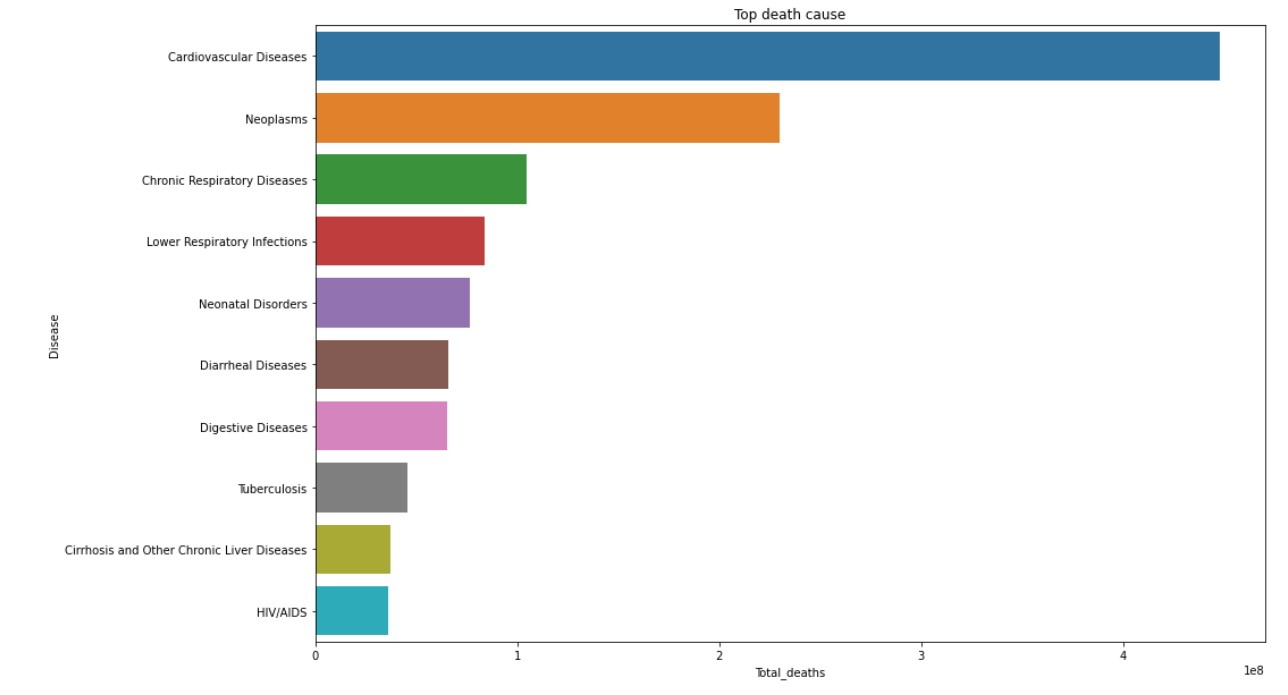 Top death cause
Cardiovascular Diseases
Neoplasms
Chronic Respiratory Diseases
Lower Respiratory Infections
Neonatal Disorders
Disease
Diarrheal Diseases
Digestive Diseases
Tuberculosis
Cirrhosis and Other Chronic Liver Diseases
HIV/AIDS
0 1 2 3 4
Total_deaths
1e8